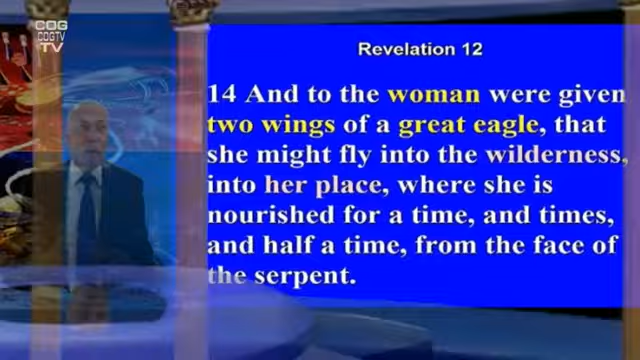 COG
COGTV
TV
Revelation 12
14 And to the woman were given
two wings of a great eagle, that
she might fly into the wilderness,
into her place, where she is
nourished for a time, and times,
and half a time, from the face of
the serpent.